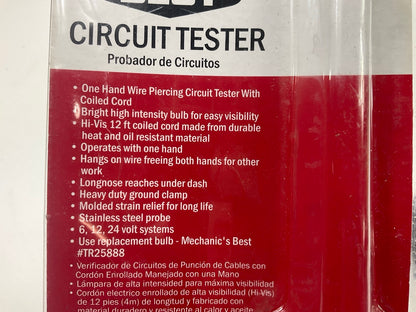 BEST
CIRCUIT TESTER
Probador de Circuitos
• One Hand Wire Piercing Circuit Tester With
Coiled Cord
• Bright high intensity bulb for easy visibility
• Hi-Vis 12 ft coiled cord made from durable
heat and oil resistant material
• Operates with one hand
• Hangs on wire freeing both hands for other
work
• Longnose reaches under dash
• Heavy duty ground clamp
• Molded strain relief for long life
• Stainless steel probe
• 6, 12, 24 volt systems
• Use replacement bulb - Mechanic's Best
#TR25888
• Verificador de Circuitos de Punción de Cables con
Cordón Enrollado Manejado con una Mano
• Lámpara de alta intensidad para máxima visibilidad
• Cordón electrico enrollado de alta visibilidad (Hi-Vis)
de 12 pies (4m) de longitud y fabricado con
material duradero y resistente al calor y aceite